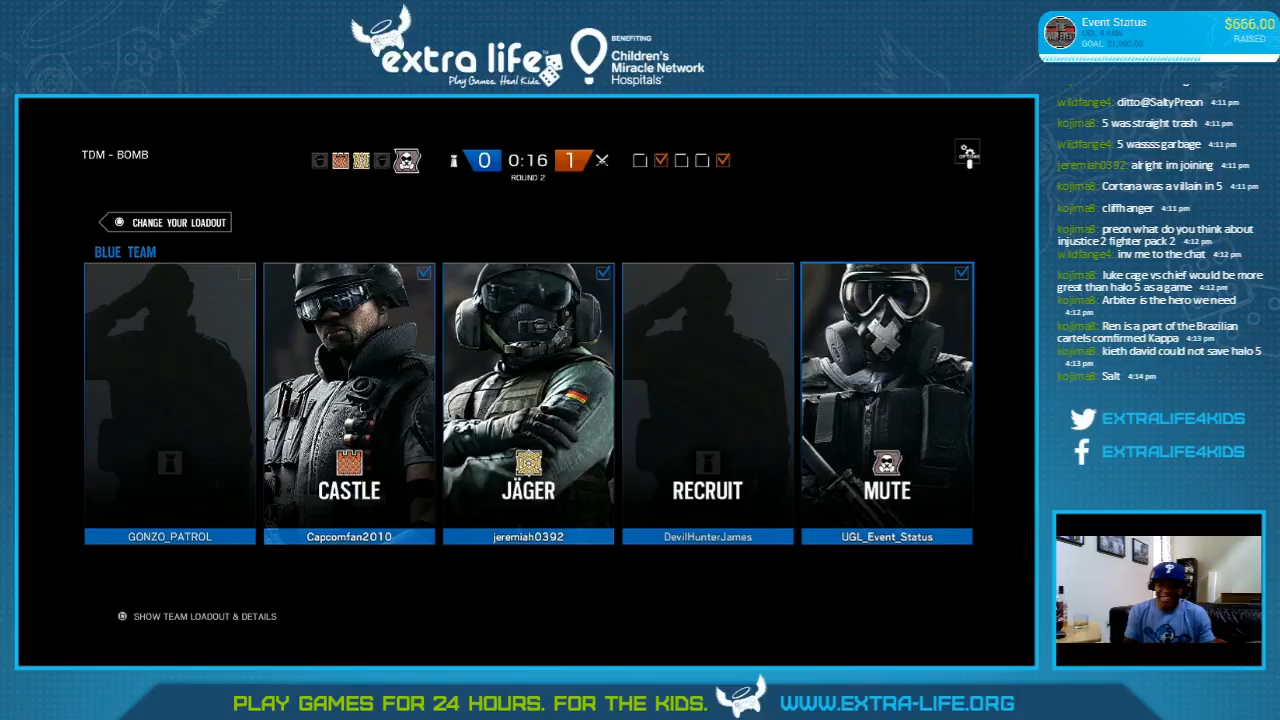 extra life
Play Games. Heal Kids.
BENEFITING
Children's
Miracle Network
Hospitals
Event Status
UGL 4 Kids
GOAL: $1,000.00
$666.00
RAISED
TDM - BOMB
0
0:16
1
ROUND 2
OPTIONS
CHANGE YOUR LOADOUT
BLUE TEAM
GONZO_PATROL
CASTLE
Capcomfan2010
JÄGER
jeremiah0392
RECRUIT
DevilHunterJames
MUTE
UGL_Event_Status
SHOW TEAM LOADOUT & DETAILS
wildfange4: ditto@SaltyPreon 4:11 pm
kojima8: 5 was straight trash 4:11 pm
wildfange4: 5 wassss garbage 4:11 pm
jeremiah0392: alright im joining 4:11 pm
kojima8: Cortana was a villain in 5 4:11 pm
kojima8: cliffhanger 4:11 pm
kojima8: preon what do you think about
injustice 2 fighter pack 2 4:12 pm
wildfange4: inv me to the chat 4:12 pm
kojima8: luke cage vs chief would be more
great than halo 5 as a game 4:12 pm
kojima8: Arbiter is the hero we need
4:12 pm
kojima8: Ren is a part of the Brazilian
cartels comfirmed Kappa 4:13 pm
kojima8: kieth david could not save halo 5
4:13 pm
kojima8: Salt 4:14 pm
EXTRALIFE4KIDS
EXTRALIFE4KIDS
PLAY GAMES FOR 24 HOURS. FOR THE KIDS.
WWW.EXTRA-LIFE.ORG